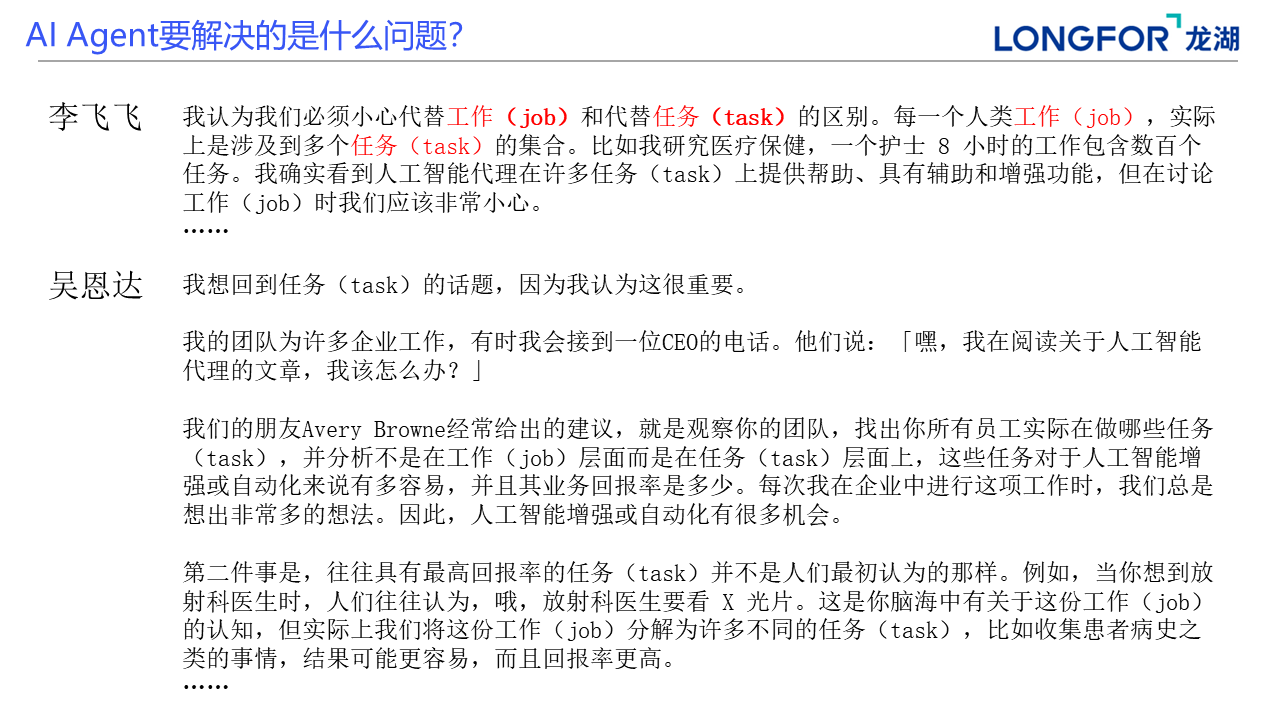 AI Agent要解决的是什么问题？
LONGFOR 龙湖
李飞飞
我认为我们必须小心代替工作（job）和代替任务（task）的区别。每一个人类工作（job），实际
上是涉及到多个任务（task）的集合。比如我研究医疗保健，一个护士 8 小时的工作包含数百个
任务。我确实看到人工智能代理在许多任务（task）上提供帮助、具有辅助和增强功能，但在讨论
工作（job）时我们应该非常小心。
……
吴恩达
我想回到任务（task）的话题，因为我认为这很重要。
我的团队为许多企业工作，有时我会接到一位CEO的电话。他们说：「嘿，我在阅读关于人工智能
代理的文章，我该怎么办？」
我们的朋友Avery Browne经常给出的建议，就是观察你的团队，找出你所有员工实际在做哪些任务
（task），并分析不是在工作（job）层面而是在任务（task）层面上，这些任务对于人工智能增
强或自动化来说有多容易，并且其业务回报率是多少。每次我在企业中进行这项工作时，我们总是
想出非常多的想法。因此，人工智能增强或自动化有很多机会。
第二件事是，往往具有最高回报率的任务（task）并不是人们最初认为的那样。例如，当你想到放
射科医生时，人们往往认为，哦，放射科医生要看 X 光片。这是你脑海中有关于这份工作（job）
的认知，但实际上我们将这份工作（job）分解为许多不同的任务（task），比如收集患者病史之
类的事情，结果可能更容易，而且回报率更高。
……